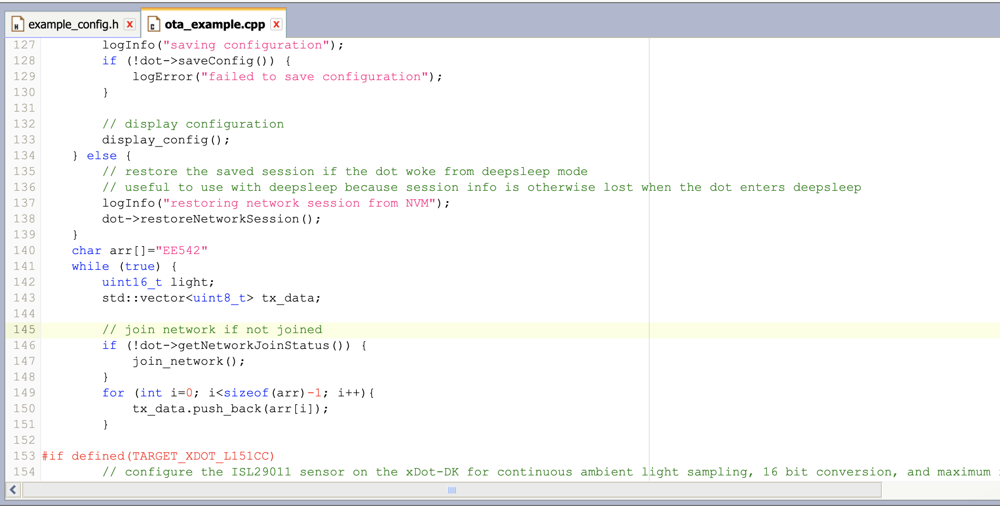 example_config.h x ota_example.cpp x
127 logInfo("saving configuration");
128 if (!dot->saveConfig()) {
129 logError("failed to save configuration");
130 }
131
132 // display configuration
133 display_config();
134 } else {
135 // restore the saved session if the dot woke from deepsleep mode
136 // useful to use with deepsleep because session info is otherwise lost when the dot enters deepsleep
137 logInfo("restoring network session from NVM");
138 dot->restoreNetworkSession();
139 }
140 char arr[]="EE542"
141 while (true) {
142 uint16_t light;
143 std::vector<uint8_t> tx_data;
144
145 // join network if not joined
146 if (!dot->getNetworkJoinStatus()) {
147 join_network();
148 }
149 for (int i=0; i<sizeof(arr)-1; i++){
150 tx_data.push_back(arr[i]);
151 }
152
153 #if defined(TARGET_XDOT_L151CC)
154 // configure the ISL29011 sensor on the xDot-DK for continuous ambient light sampling, 16 bit conversion, and maximum